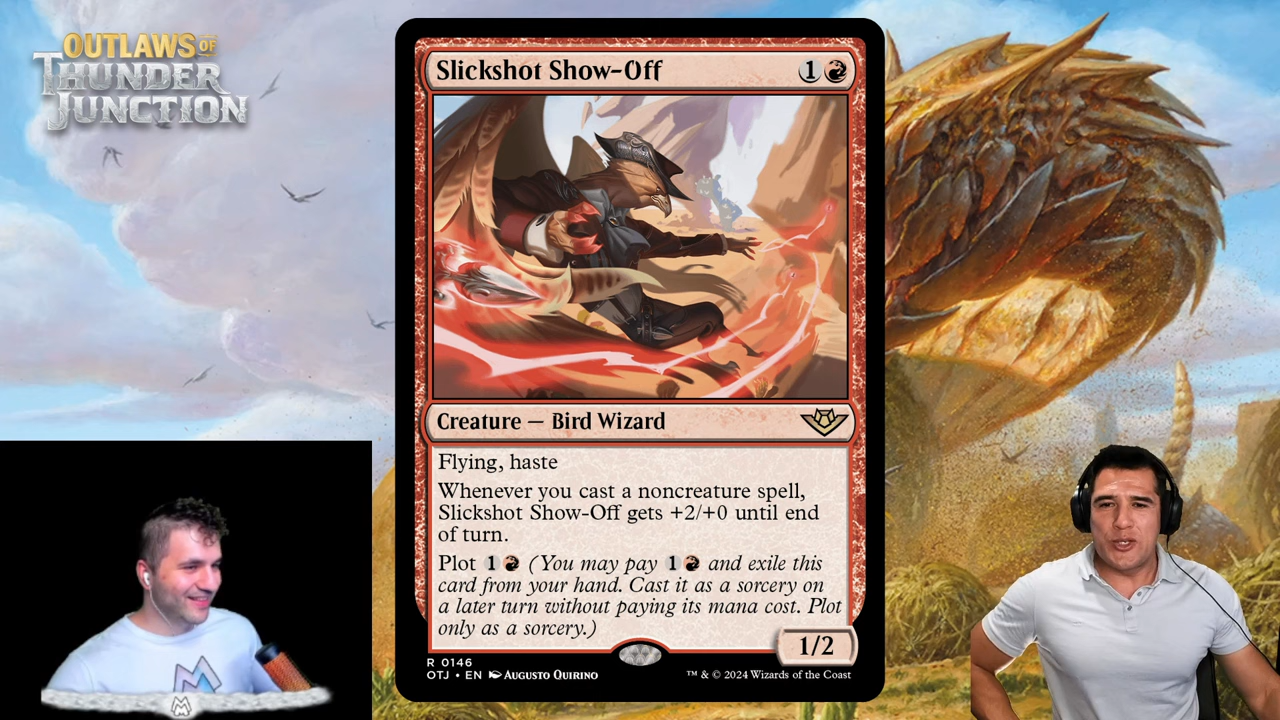 OUTLAWS OF
THUNDER
JUNCTION
Slickshot Show-Off 1
Creature — Bird Wizard
Flying, haste
Whenever you cast a noncreature spell,
Slickshot Show-Off gets +2/+0 until end
of turn.
Plot 1 (You may pay 1 and exile this
card from your hand. Cast it as a sorcery on
a later turn without paying its mana cost. Plot
only as a sorcery.)
1/2
R 0146
OTJ • EN Augusto Quirino
™ & © 2024 Wizards of the Coast